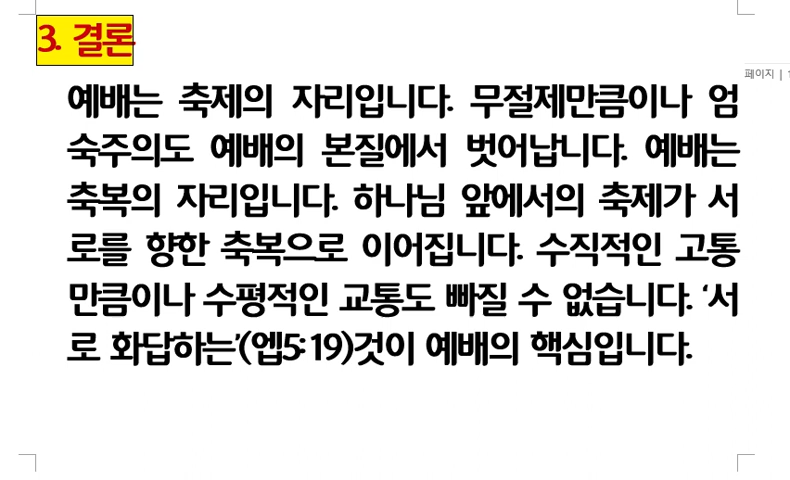 3. 결론
페이지 | 1
예배는 축제의 자리입니다. 무절제만큼이나 엄
숙주의도 예배의 본질에서 벗어납니다. 예배는
축복의 자리입니다. 하나님 앞에서의 축제가 서
로를 향한 축복으로 이어집니다. 수직적인 고통
만큼이나 수평적인 교통도 빠질 수 없습니다. ‘서
로 화답하는’(엡5:19)것이 예배의 핵심입니다.